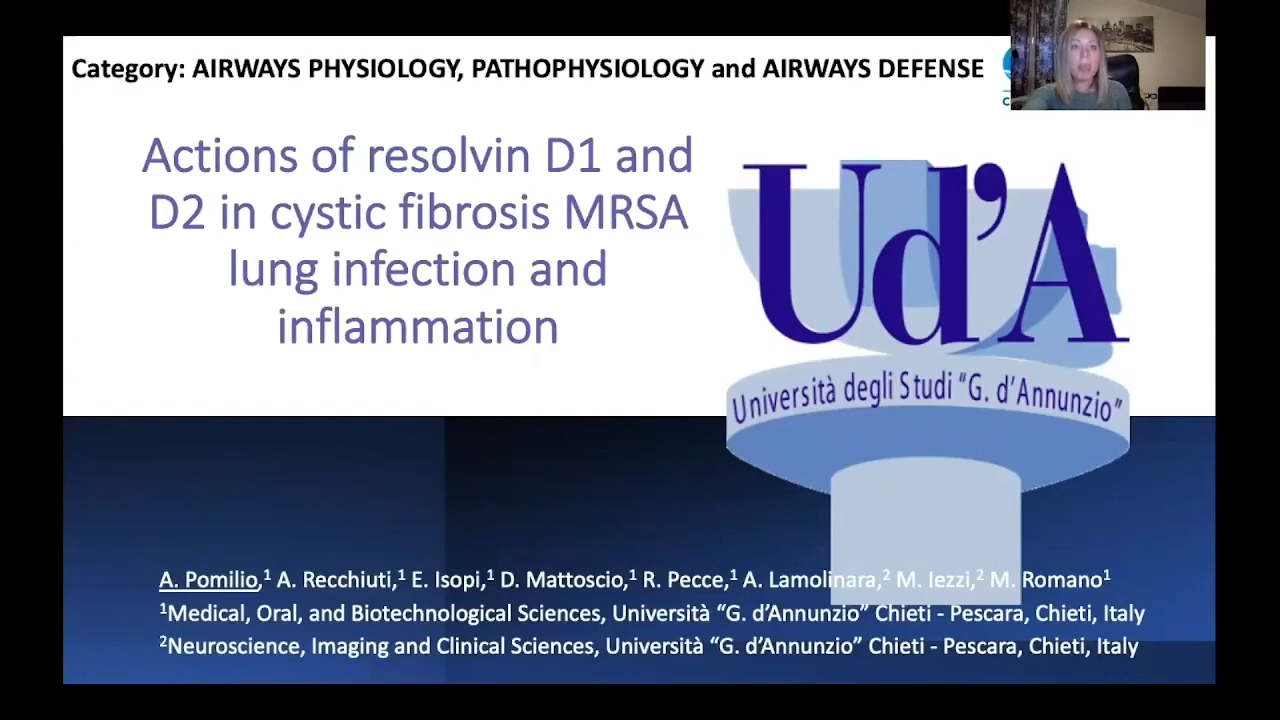 Category: AIRWAYS PHYSIOLOGY, PATHOPHYSIOLOGY and AIRWAYS DEFENSE
Actions of resolvin D1 and
D2 in cystic fibrosis MRSA
lung infection and
inflammation
Ud'A
Università degli Studi “G. d’Annunzio”
A. Pomilio,¹ A. Recchiuti,¹ E. Isopi,¹ D. Mattoscio,¹ R. Pecce,¹ A. Lamolinara,² M. Iezzi,² M. Romano¹
¹Medical, Oral, and Biotechnological Sciences, Università “G. d’Annunzio” Chieti - Pescara, Chieti, Italy
²Neuroscience, Imaging and Clinical Sciences, Università “G. d’Annunzio” Chieti - Pescara, Chieti, Italy